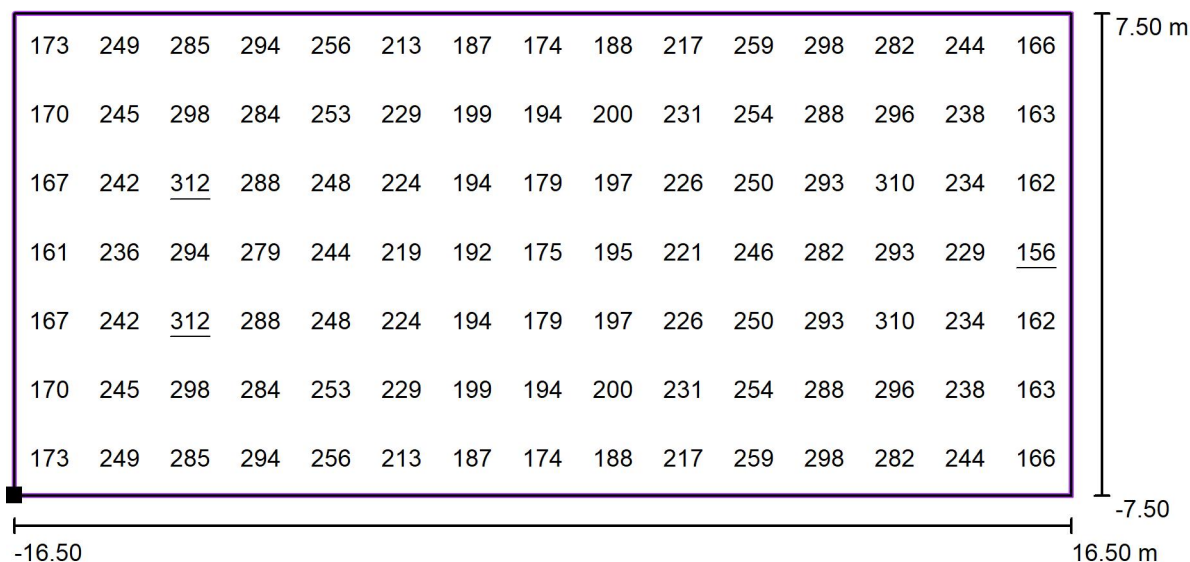 173 249 285 294 256 213 187 174 188 217 259 298 282 244 166
7.50 m
170 245 298 284 253 229 199 194 200 231 254 288 296 238 163
167 242 312 288 248 224 194 179 197 226 250 293 310 234 162
161 236 294 279 244 219 192 175 195 221 246 282 293 229 156
167 242 312 288 248 224 194 179 197 226 250 293 310 234 162
170 245 298 284 253 229 199 194 200 231 254 288 296 238 163
173 249 285 294 256 213 187 174 188 217 259 298 282 244 166
-7.50
-16.50
16.50 m